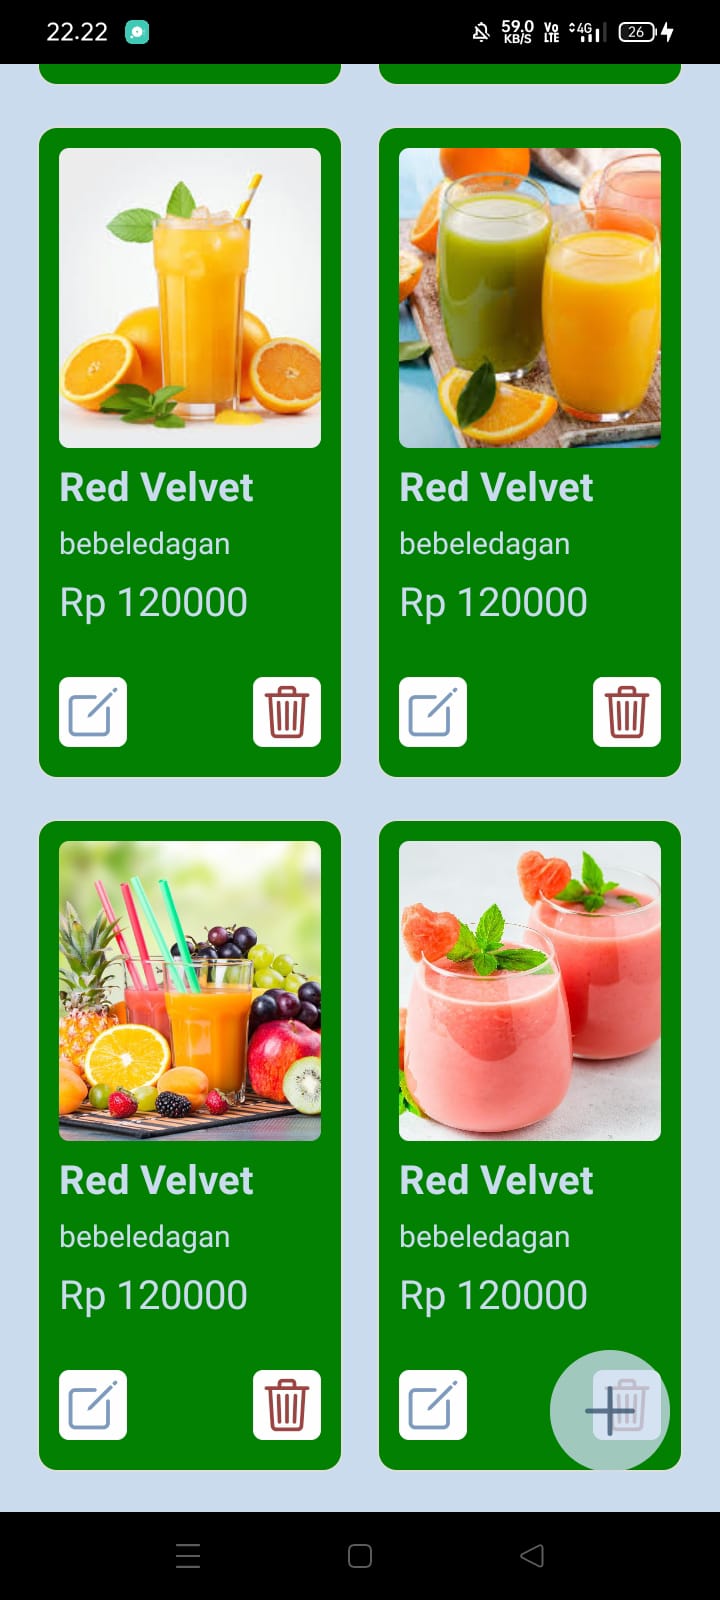 22.22
59.0
KB/S
Vo
LTE
4G
26
Red Velvet
bebeledagan
Rp 120000
Red Velvet
bebeledagan
Rp 120000
Red Velvet
bebeledagan
Rp 120000
Red Velvet
bebeledagan
Rp 120000